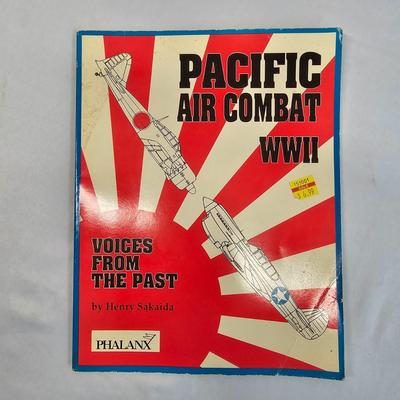 PACIFIC
AIR COMBAT
WWII
VOICES
FROM
THE PAST
by Henry Sakaida
PHALANX